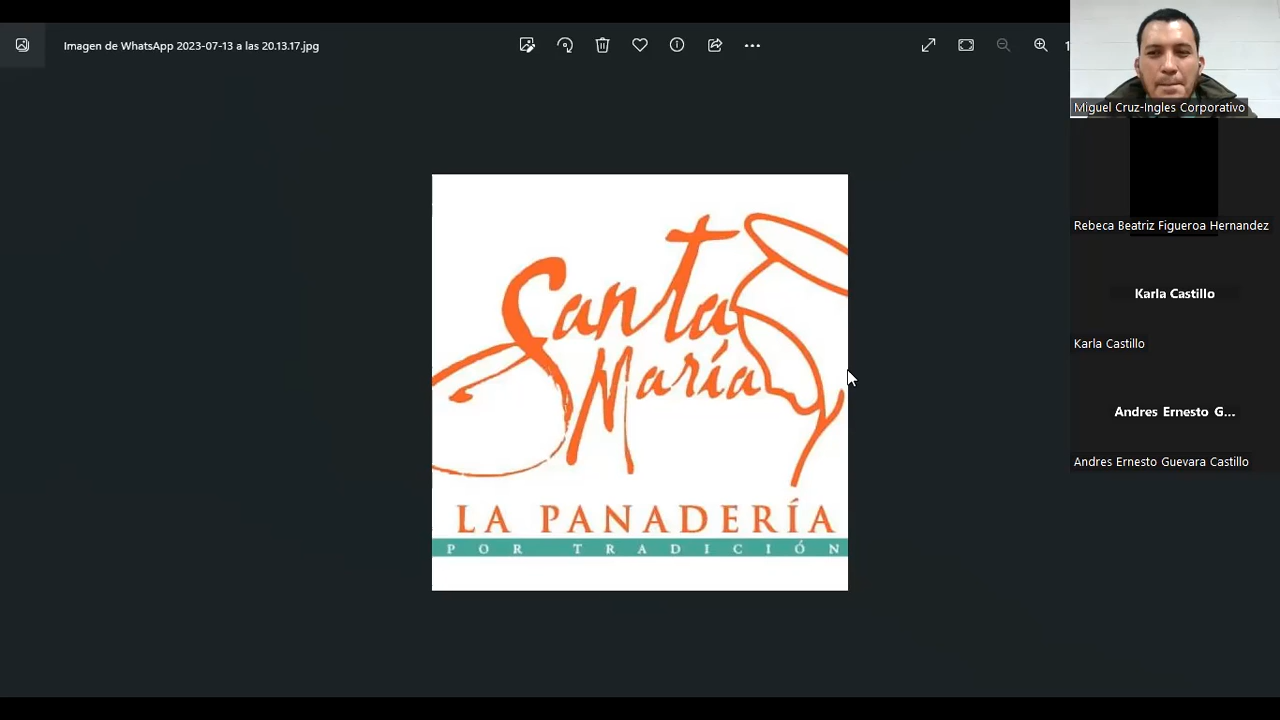 Imagen de WhatsApp 2023-07-13 a las 20.13.17.jpg
Miguel Cruz-Ingles Corporativo
Rebeca Beatriz Figueroa Hernandez
Karla Castillo
Karla Castillo
Andres Ernesto G...
Andres Ernesto Guevara Castillo
Santa
María
LA PANADERÍA
POR TRADICIÓN